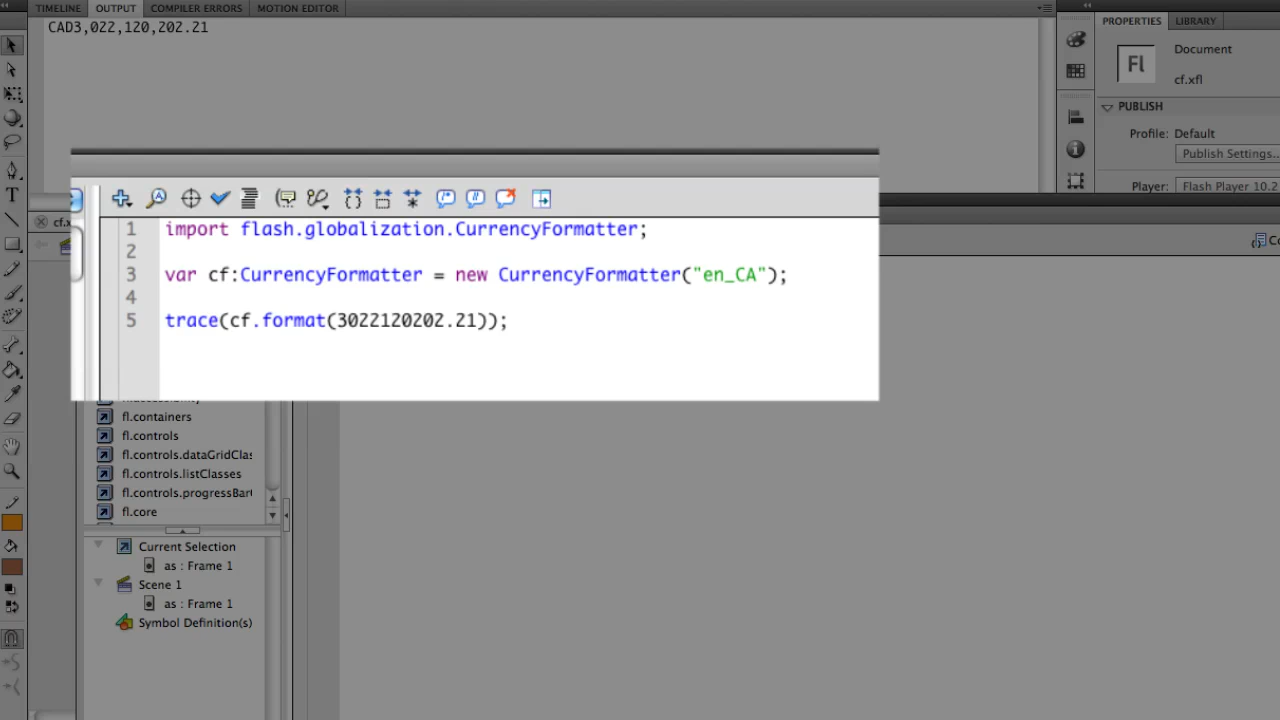 TIMELINE OUTPUT COMPILER ERRORS MOTION EDITOR
CAD3,022,120,202.21
PROPERTIES LIBRARY
Fl
Document
cf.xfl
PUBLISH
Profile: Default
Publish Settings...
Player: Flash Player 10.2
1 import flash.globalization.CurrencyFormatter;
2
3 var cf:CurrencyFormatter = new CurrencyFormatter("en_CA");
4
5 trace(cf.format(3022120202.21));
fl.containers
fl.controls
fl.controls.dataGridClas
fl.controls.listClasses
fl.controls.progressBar
fl.core
Current Selection
as : Frame 1
Scene 1
as : Frame 1
Symbol Definition(s)